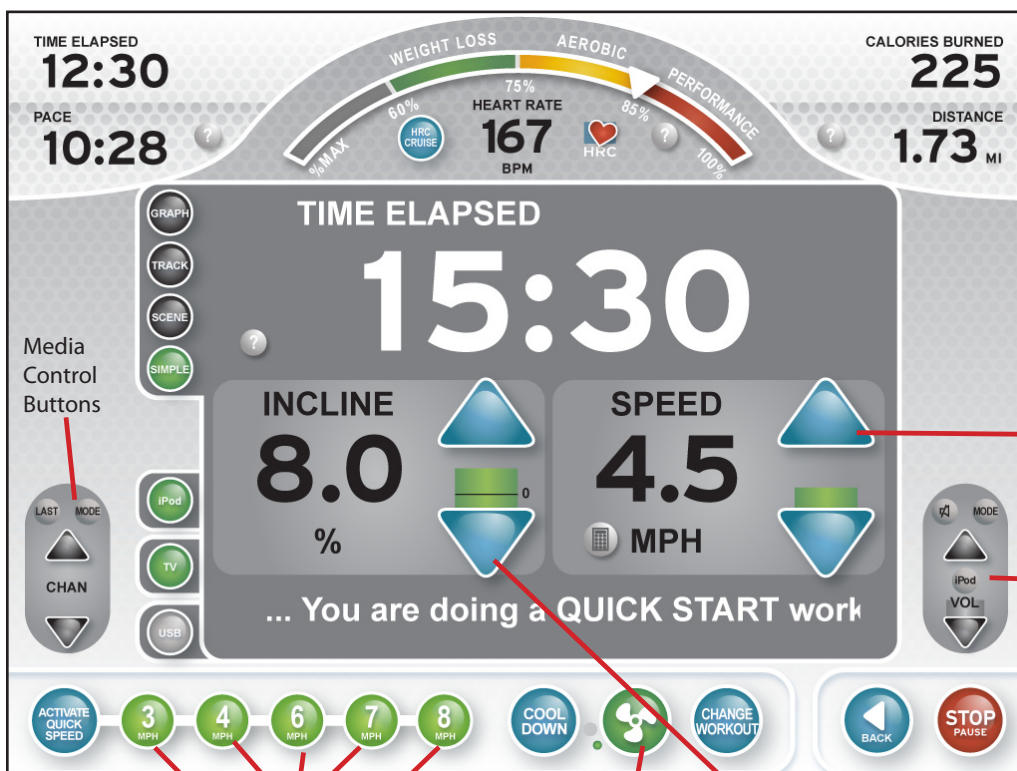 TIME ELAPSED
12:30
PACE
10:28
?
WEIGHT LOSS
AEROBIC
PERFORMANCE
%MAX
60%
75%
85%
100%
HRC
CRUISE
HEART RATE
167
BPM
HRC
?
CALORIES BURNED
225
DISTANCE
1.73 MI
?
GRAPH
TRACK
SCENE
SIMPLE
TIME ELAPSED
15:30
?
INCLINE
8.0
%
0
SPEED
4.5
MPH
... You are doing a QUICK START work
Media
Control
Buttons
LAST MODE
CHAN
iPod
TV
USB
MODE
iPod
VOL
ACTIVATE
QUICK
SPEED
3
MPH
4
MPH
6
MPH
7
MPH
8
MPH
COOL
DOWN
CHANGE
WORKOUT
BACK
STOP
PAUSE